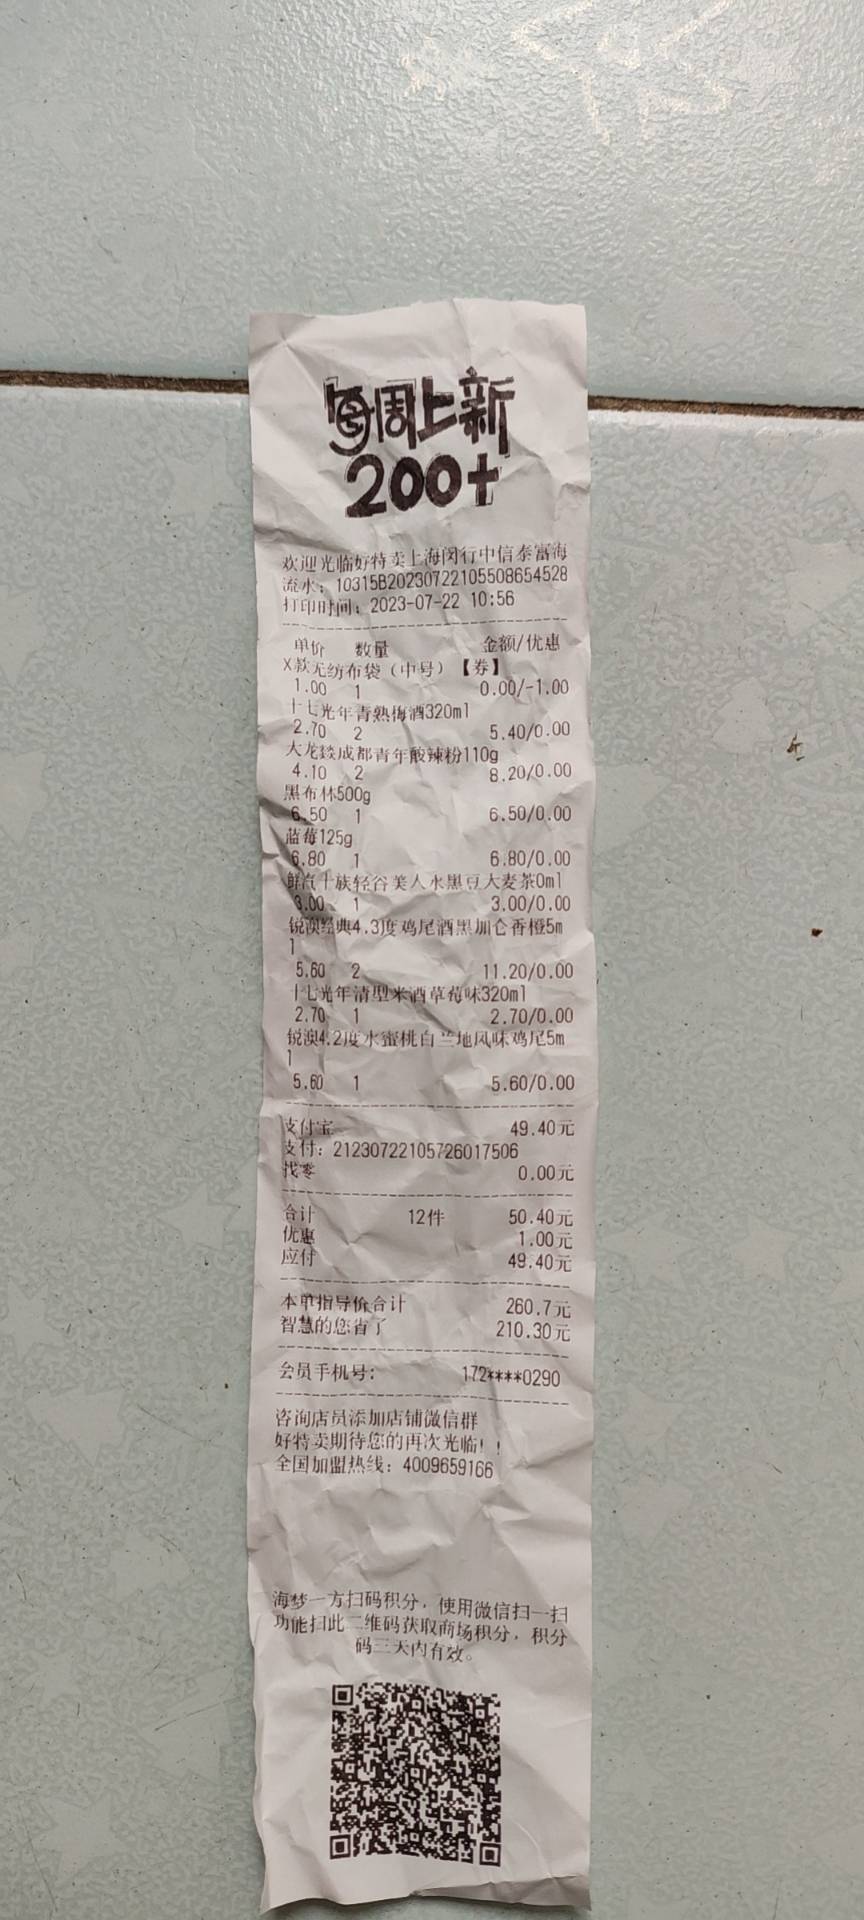 每周上新
200+
欢迎光临好特卖上海闵行中信泰富海
流水：10315B20230722105508654528
打印时间：2023-07-22 10:56
单价 数量 金额/优惠
X款无纺布袋（中号）【券】
1.00 1 0.00/-1.00
十七光年青熟梅酒320ml
2.70 2 5.40/0.00
大龙燚成都青年酸辣粉110g
4.10 2 8.20/0.00
黑布林500g
6.50 1 6.50/0.00
蓝莓125g
6.80 1 6.80/0.00
鲜汽十族轻谷美人水黑豆大麦茶0ml
3.00 1 3.00/0.00
锐澳经典4.3度鸡尾酒黑加仑香橙5m
l
5.60 2 11.20/0.00
十七光年清型米酒草莓味320ml
2.70 1 2.70/0.00
锐澳4.2度水蜜桃白兰地风味鸡尾5m
l
5.60 1 5.60/0.00
支付宝 49.40元
支付：21230722105726017506
找零 0.00元
合计 12件 50.40元
优惠 1.00元
应付 49.40元
本单指导价合计 260.7元
智慧的您省了 210.30元
会员手机号： 172****0290
咨询店员添加店铺微信群
好特卖期待您的再次光临！！
全国加盟热线：4009659166
海梦一方扫码积分，使用微信扫一扫
功能扫此二维码获取商场积分，积分
码三天内有效。